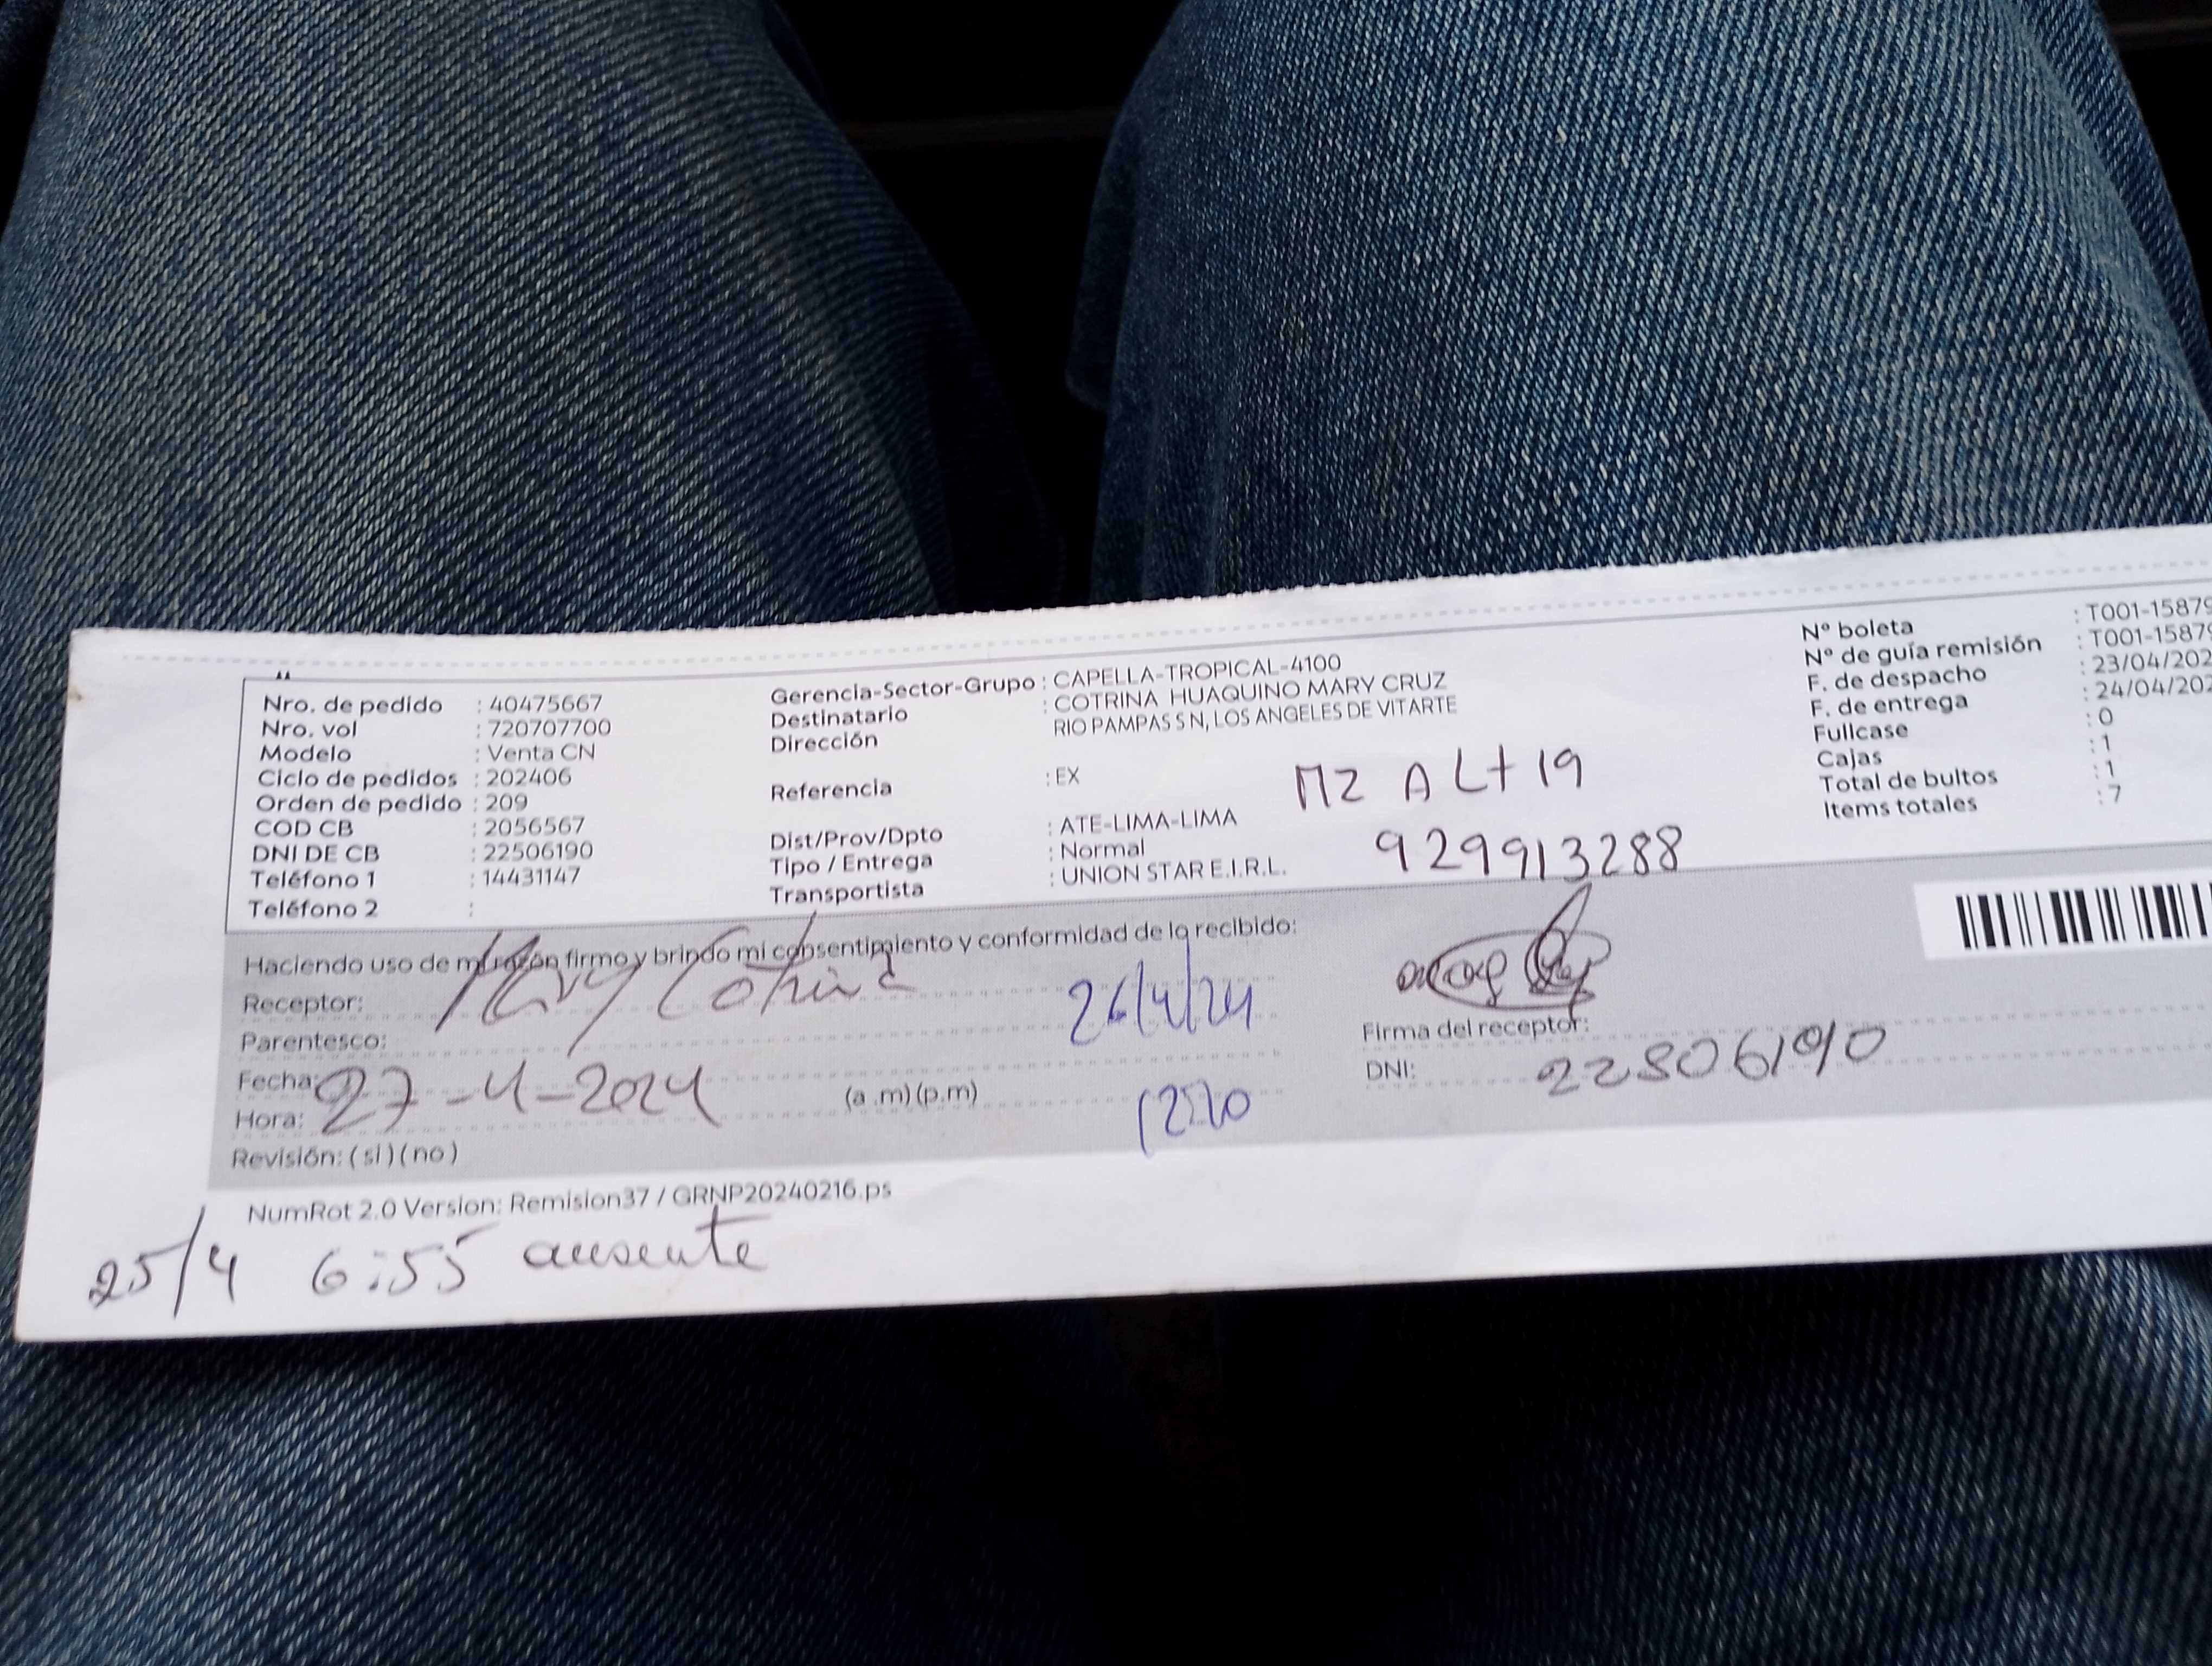 Nro. de pedido : 40475667
Nro. vol : 720707700
Modelo : Venta CN
Ciclo de pedidos : 202406
Orden de pedido : 209
COD CB : 2056567
DNI DE CB : 22506190
Teléfono 1 : 14431147
Teléfono 2 :
Gerencia-Sector-Grupo : CAPELLA-TROPICAL-4100
Destinatario : COTRINA HUAQUINO MARY CRUZ
Dirección RIO PAMPAS S N, LOS ANGELES DE VITARTE
Referencia : EX
MZ A Lt 19
Dist/Prov/Dpto : ATE-LIMA-LIMA
Tipo / Entrega : Normal
Transportista : UNION STAR E.I.R.L.
929913288
N° boleta : T001-15879
N° de guía remisión : T001-15879
F. de despacho : 23/04/202
F. de entrega : 24/04/202
Fullcase : 0
Cajas : 1
Total de bultos : 1
Items totales : 7
Haciendo uso de mi razón firmo y brindo mi consentimiento y conformidad de lo recibido:
Receptor: Mary Cotrina
Parentesco:
26/4/24
Fecha: 27-4-2024
Hora: (a .m) (p.m)
Revisión: ( si ) ( no )
Firma del receptor:
DNI: 22506190
NumRot 2.0 Version: Remision37 / GRNP20240216.ps
25/4 6:55 ausente